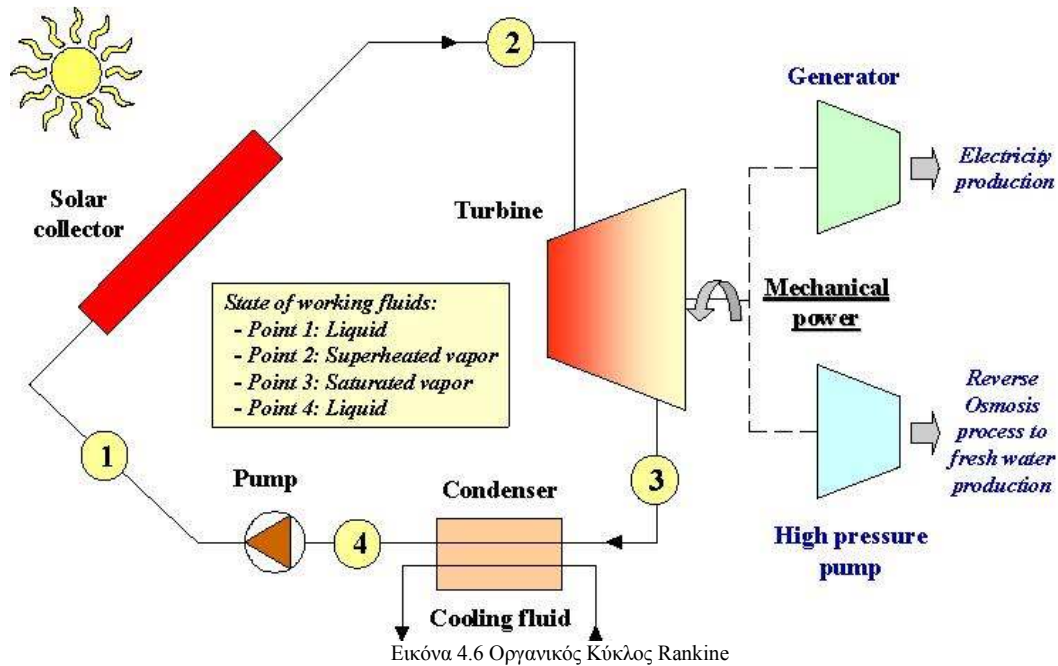 2
Generator
Electricity
production
Solar
collector
Turbine
State of working fluids:
- Point 1: Liquid
- Point 2: Superheated vapor
- Point 3: Saturated vapor
- Point 4: Liquid
Mechanical
power
Reverse
Osmosis
process to
fresh water
production
1
Pump
4
Condenser
3
High pressure
pump
Cooling fluid
Εικόνα 4.6 Οργανικός Κύκλος Rankine